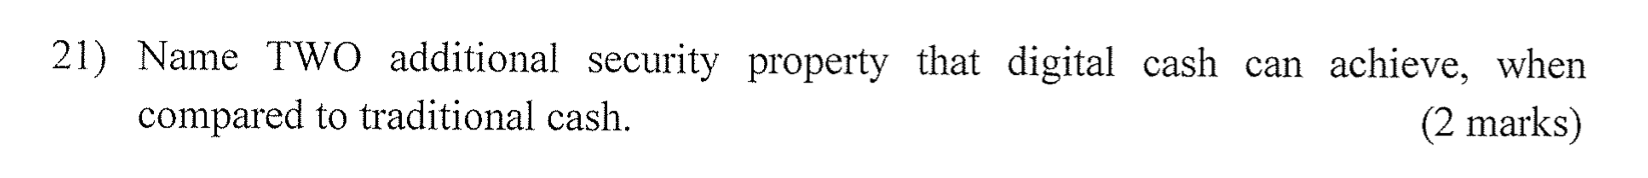 21) Name TWO additional security property that digital cash can achieve, when
compared to traditional cash. (2 marks)